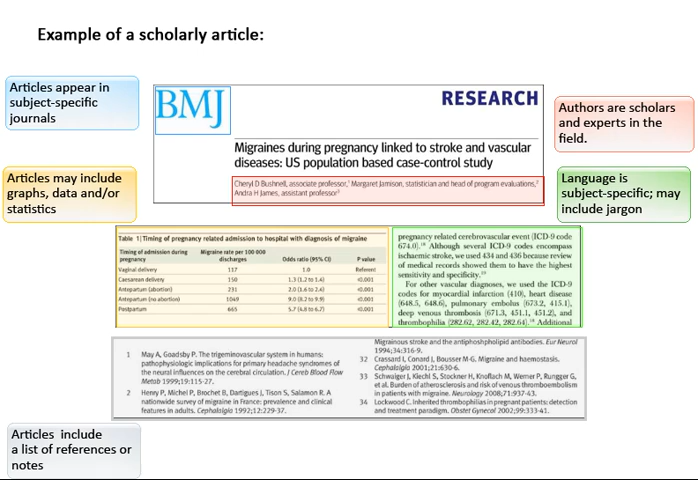 Example of a scholarly article:
Articles appear in
subject-specific
journals
BMJ
RESEARCH
Migraines during pregnancy linked to stroke and vascular
diseases: US population based case-control study
Cheryl D Bushnell, associate professor,¹ Margaret Jamison, statistician and head of program evaluations,²
Andra H James, assistant professor³
Authors are scholars
and experts in the
field.
Articles may include
graphs, data and/or
statistics
Language is
subject-specific; may
include jargon
Table 1| Timing of pregnancy related admission to hospital with diagnosis of migraine
Timing of admission during pregnancy Migraine rate per 100 000 discharges Odds ratio (95% CI) P value
Vaginal delivery 117 1.0 Referent
Caesarean delivery 150 1.3 (1.2 to 1.4) <0.001
Antepartum (abortion) 231 2.0 (1.6 to 2.6) <0.001
Antepartum (no abortion) 1049 9.0 (8.2 to 9.9) <0.001
Postpartum 665 5.7 (4.8 to 6.7) <0.001
pregnancy related cerebrovascular event (ICD-9 code
674.0).¹⁸ Although several ICD-9 codes encompass
ischaemic stroke, we used 434 and 436 because review
of medical records showed them to have the highest
sensitivity and specificity.¹⁹
For other vascular diagnoses, we used the ICD-9
codes for myocardial infarction (410), heart disease
(648.5, 648.6), pulmonary embolus (673.2, 415.1),
deep venous thrombosis (671.3, 451.1, 451.2), and
thrombophilia (282.62, 282.42, 282.64).¹⁸ Additional
1 May A, Goadsby P. The trigeminovascular system in humans:
pathophysiologic implications for primary headache syndromes of
the neural influences on the cerebral circulation. J Cereb Blood Flow
Metab 1999;19:115-27.
2 Henry P, Michel P, Brochet B, Dartigues J, Tison S, Salamon R. A
nationwide survey of migraine in France: prevalence and clinical
features in adults. Cephalalgia 1992;12:229-37.
Migrainous stroke and the antiphospholipid antibodies. Eur Neurol
1994;34:316-9.
32 Crassard I, Conard J, Bousser M-G. Migraine and haemostasis.
Cephalalgia 2001;21:630-6.
33 Schwaiger J, Kiechl S, Stockner H, Knoflach M, Werner P, Rungger G,
et al. Burden of atherosclerosis and risk of venous thromboembolism
in patients with migraine. Neurology 2008;71:937-43.
34 Lockwood C. Inherited thrombophilias in pregnant patients: detection
and treatment paradigm. Obstet Gynecol 2002;99:333-41.
Articles include
a list of references or
notes